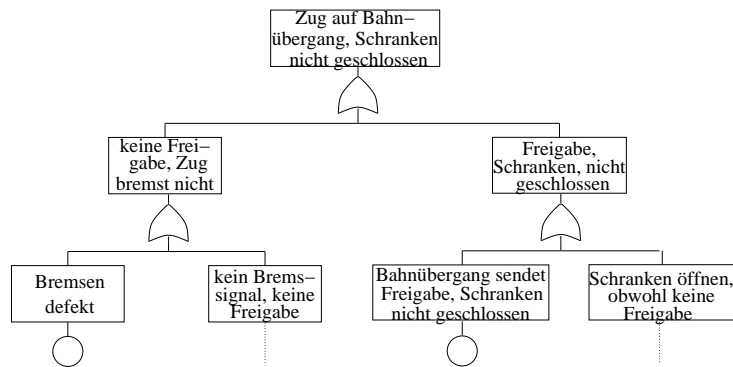 Zug auf Bahn–
übergang, Schranken
nicht geschlossen
keine Frei–
gabe, Zug
bremst nicht
Freigabe,
Schranken, nicht
geschlossen
Bremsen
defekt
kein Brems–
signal, keine
Freigabe
Bahnübergang sendet
Freigabe, Schranken
nicht geschlossen
Schranken öffnen,
obwohl keine
Freigabe